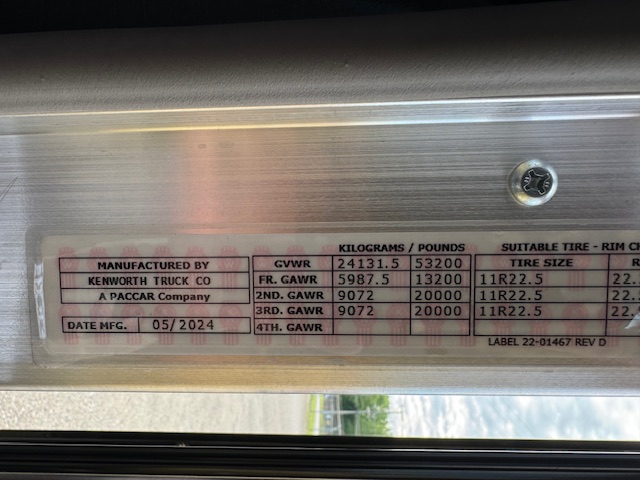 KILOGRAMS / POUNDS SUITABLE TIRE - RIM
MANUFACTURED BY GVWR 24131.5 53200 TIRE SIZE
KENWORTH TRUCK CO FR. GAWR 5987.5 13200 11R22.5
A PACCAR Company 2ND. GAWR 9072 20000 11R22.5
3RD. GAWR 9072 20000 11R22.5
DATE MFG. 05/2024 4TH. GAWR
LABEL 22-01467 REV D